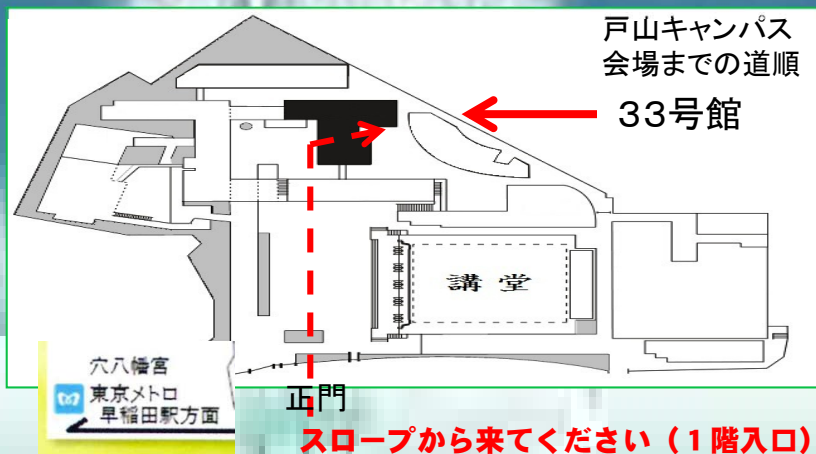 戸山キャンパス
会場までの道順
33号館
講堂
穴八幡宮
東京メトロ
早稲田駅方面
正門
スロープから来てください（１階入口）